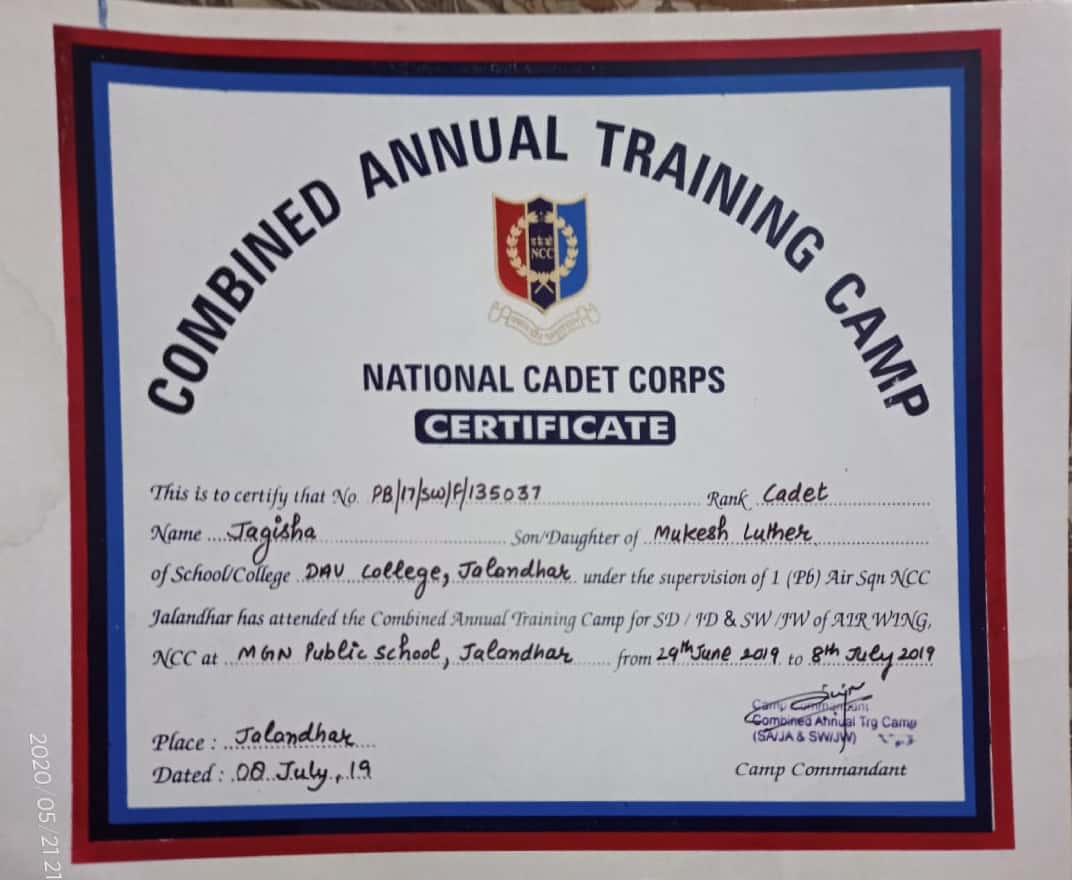 COMBINED ANNUAL TRAINING CAMP
NCC
NATIONAL CADET CORPS
CERTIFICATE
This is to certify that No. PB/17/SW/F/135037 Rank Cadet
Name Jagisha Son/Daughter of Mukesh Luther
of School/College DAV College, Jalandhar under the supervision of 1 (Pb) Air Sqn NCC
Jalandhar has attended the Combined Annual Training Camp for SD / JD & SW /JW of AIR WING,
NCC at MGN Public School, Jalandhar from 29th June 2019 to 8th July 2019
Camp Commandant
Combined Annual Trg Camp
(SA/JA & SW/JW)
Place : Jalandhar
Dated : 08 July, 19
Camp Commandant
2020/05/21 21